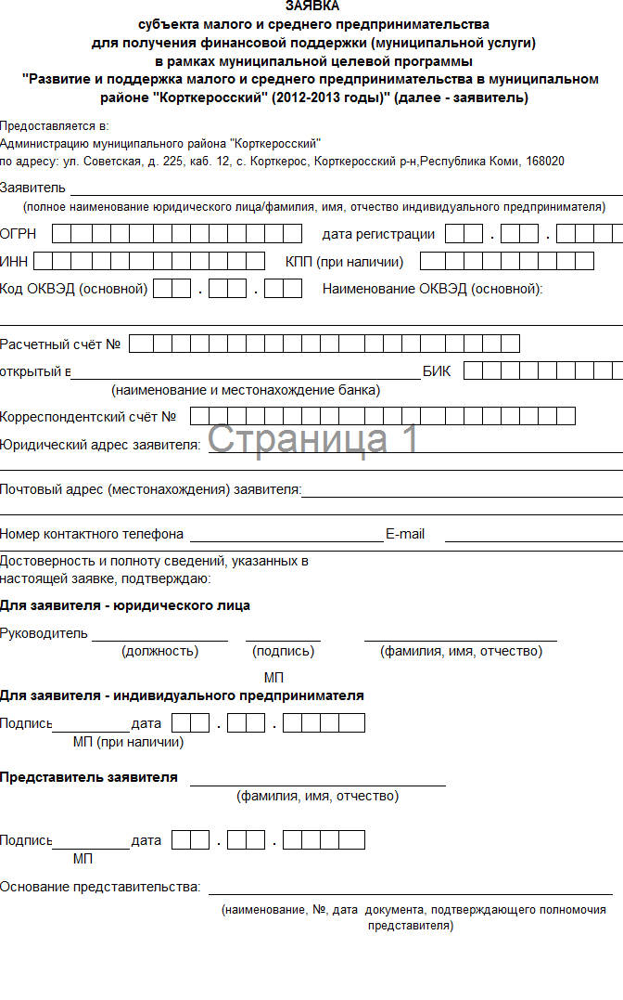 ЗАЯВКА
субъекта малого и среднего предпринимательства
для получения финансовой поддержки (муниципальной услуги)
в рамках муниципальной целевой программы
"Развитие и поддержка малого и среднего предпринимательства в муниципальном
районе "Корткеросский" (2012-2013 годы)" (далее - заявитель)
Предоставляется в:
Администрацию муниципального района "Корткеросский"
по адресу: ул. Советская, д. 225, каб. 12, с. Корткерос, Корткеросский р-н,Республика Коми, 168020
Заявитель
(полное наименование юридического лица/фамилия, имя, отчество индивидуального предпринимателя)
ОГРН дата регистрации . .
ИНН КПП (при наличии)
Код ОКВЭД (основной) . . Наименование ОКВЭД (основной):
Расчетный счёт №
открытый в БИК
(наименование и местонахождение банка)
Корреспондентский счёт №
Страница 1
Юридический адрес заявителя:
Почтовый адрес (местонахождения) заявителя:
Номер контактного телефона E-mail
Достоверность и полноту сведений, указанных в
настоящей заявке, подтверждаю:
Для заявителя - юридического лица
Руководитель
(должность) (подпись) (фамилия, имя, отчество)
МП
Для заявителя - индивидуального предпринимателя
Подпись дата . .
МП (при наличии)
Представитель заявителя
(фамилия, имя, отчество)
Подпись дата . .
МП
Основание представительства:
(наименование, №, дата документа, подтверждающего полномочия
представителя)